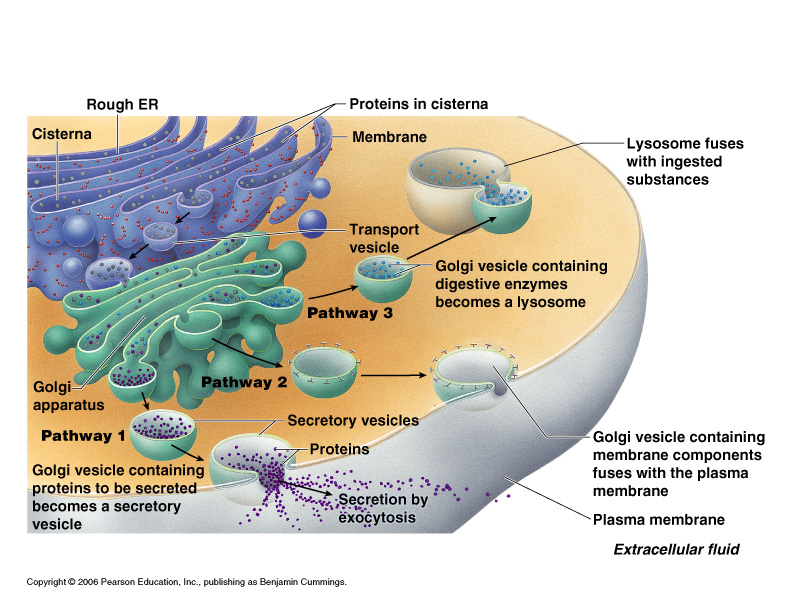 Rough ER
Proteins in cisterna
Cisterna
Membrane
Lysosome fuses
with ingested
substances
Transport
vesicle
Golgi vesicle containing
digestive enzymes
becomes a lysosome
Pathway 3
Pathway 2
Golgi
apparatus
Secretory vesicles
Pathway 1
Proteins
Golgi vesicle containing
proteins to be secreted
becomes a secretory
vesicle
Secretion by
exocytosis
Golgi vesicle containing
membrane components
fuses with the plasma
membrane
Plasma membrane
Extracellular fluid
Copyright © 2006 Pearson Education, Inc., publishing as Benjamin Cummings.